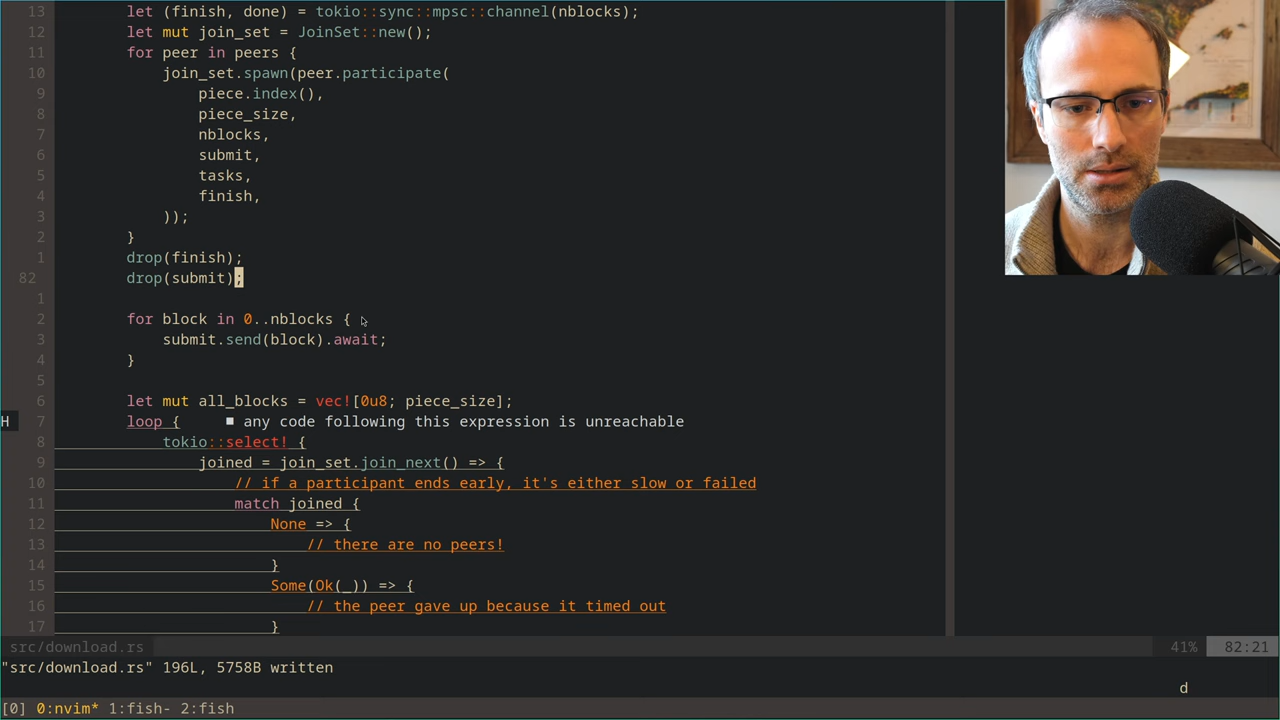 13 let (finish, done) = tokio::sync::mpsc::channel(nblocks);
12 let mut join_set = JoinSet::new();
11 for peer in peers {
10 join_set.spawn(peer.participate(
9 piece.index(),
8 piece_size,
7 nblocks,
6 submit,
5 tasks,
4 finish,
3 ));
2 }
1 drop(finish);
82 drop(submit);
1
2 for block in 0..nblocks {
3 submit.send(block).await;
4 }
5
6 let mut all_blocks = vec![0u8; piece_size];
H 7 loop { ■ any code following this expression is unreachable
8 tokio::select! {
9 joined = join_set.join_next() => {
10 // if a participant ends early, it's either slow or failed
11 match joined {
12 None => {
13 // there are no peers!
14 }
15 Some(Ok(_)) => {
16 // the peer gave up because it timed out
17 }
src/download.rs 41% 82:21
"src/download.rs" 196L, 5758B written
d
[0] 0:nvim* 1:fish- 2:fish